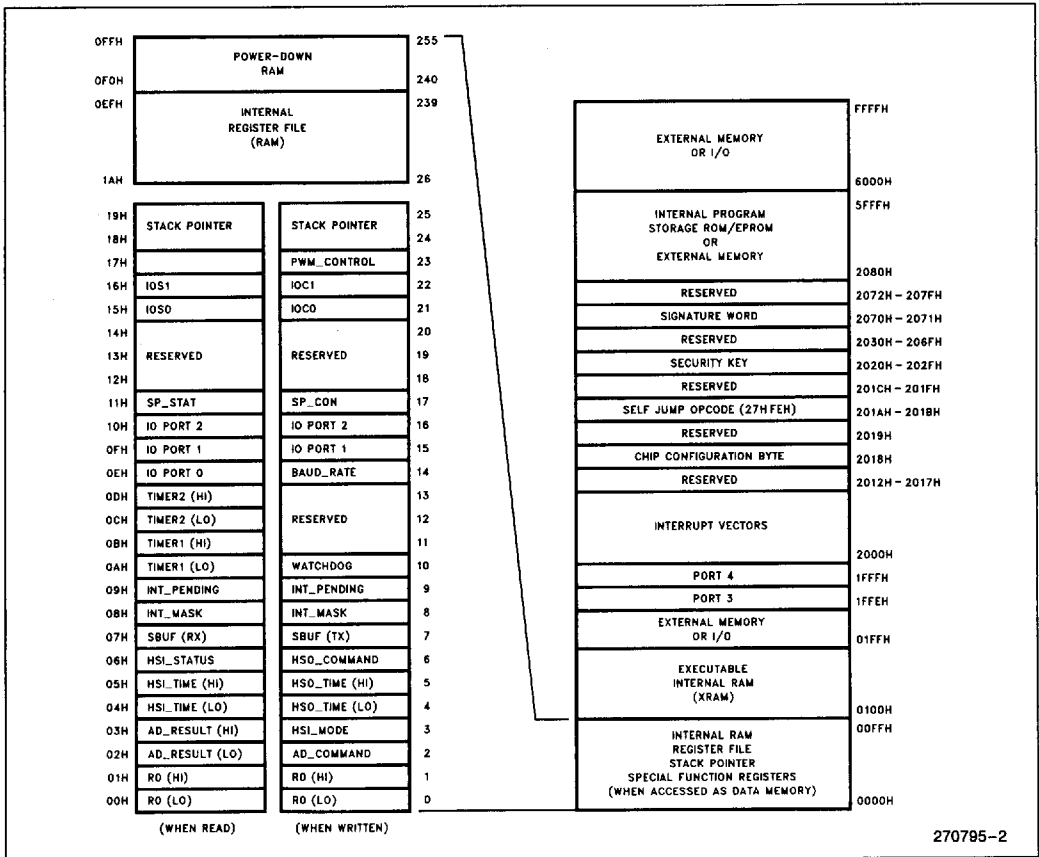 0FFH 255
POWER-DOWN
RAM
0F0H 240
0EFH 239
INTERNAL
REGISTER FILE
(RAM)
1AH 26
19H 25
STACK POINTER STACK POINTER
18H 24
17H PWM_CONTROL 23
16H IOS1 IOC1 22
15H IOS0 IOC0 21
14H 20
13H RESERVED RESERVED 19
12H 18
11H SP_STAT SP_CON 17
10H IO PORT 2 IO PORT 2 16
0FH IO PORT 1 IO PORT 1 15
0EH IO PORT 0 BAUD_RATE 14
0DH TIMER2 (HI) 13
0CH TIMER2 (LO) RESERVED 12
0BH TIMER1 (HI) 11
0AH TIMER1 (LO) WATCHDOG 10
09H INT_PENDING INT_PENDING 9
08H INT_MASK INT_MASK 8
07H SBUF (RX) SBUF (TX) 7
06H HSI_STATUS HSO_COMMAND 6
05H HSI_TIME (HI) HSO_TIME (HI) 5
04H HSI_TIME (LO) HSO_TIME (LO) 4
03H AD_RESULT (HI) HSI_MODE 3
02H AD_RESULT (LO) AD_COMMAND 2
01H R0 (HI) R0 (HI) 1
00H R0 (LO) R0 (LO) 0
(WHEN READ) (WHEN WRITTEN)
FFFFH
EXTERNAL MEMORY
OR I/O
6000H
5FFFH
INTERNAL PROGRAM
STORAGE ROM/EPROM
OR
EXTERNAL MEMORY
2080H
RESERVED 2072H - 207FH
SIGNATURE WORD 2070H - 2071H
RESERVED 2030H - 206FH
SECURITY KEY 2020H - 202FH
RESERVED 201CH - 201FH
SELF JUMP OPCODE (27H FEH) 201AH - 201BH
RESERVED 2019H
CHIP CONFIGURATION BYTE 2018H
RESERVED 2012H - 2017H
INTERRUPT VECTORS
2000H
PORT 4 1FFFH
PORT 3 1FFEH
EXTERNAL MEMORY
OR I/O 01FFH
EXECUTABLE
INTERNAL RAM
(XRAM)
0100H
00FFH
INTERNAL RAM
REGISTER FILE
STACK POINTER
SPECIAL FUNCTION REGISTERS
(WHEN ACCESSED AS DATA MEMORY)
0000H
270795-2